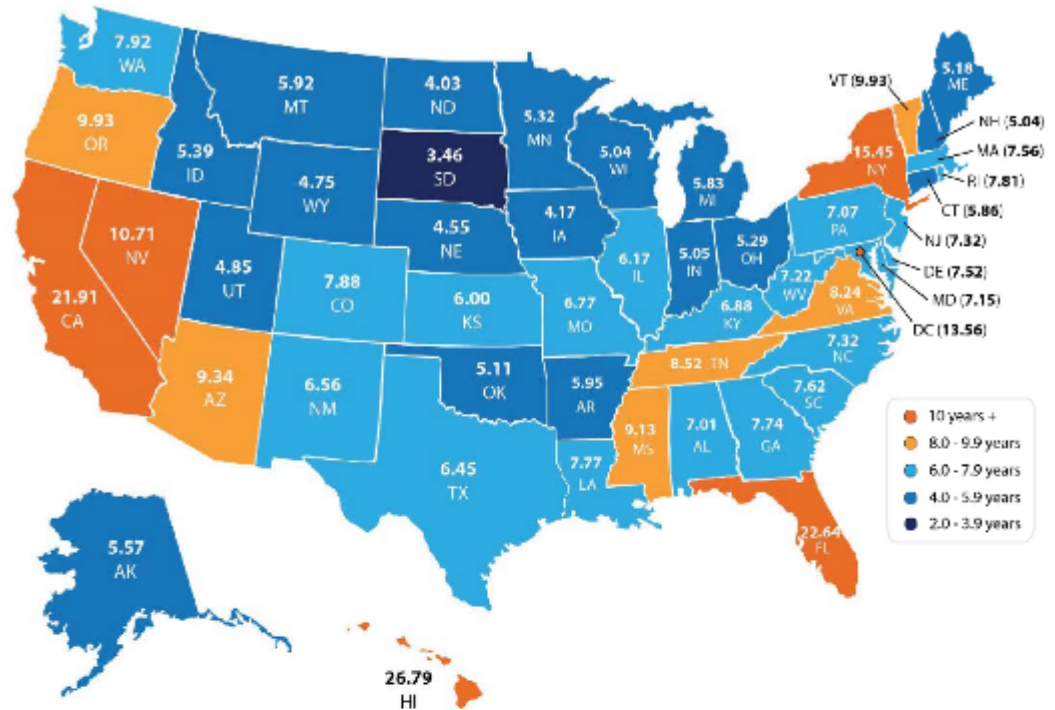 7.92
WA
9.93
OR
21.91
CA
10.71
NV
5.39
ID
5.92
MT
4.75
WY
4.85
UT
9.34
AZ
7.88
CO
6.56
NM
4.03
ND
3.46
SD
4.55
NE
6.00
KS
5.11
OK
6.45
TX
5.32
MN
4.17
IA
6.77
MO
5.95
AR
7.77
LA
5.04
WI
6.17
IL
5.83
MI
5.05
IN
5.29
OH
6.88
KY
8.52 TN
9.13
MS
7.01
AL
7.74
GA
22.64
FL
7.62
SC
7.32
NC
8.24
VA
7.22
WV
7.07
PA
15.45
NY
5.18
ME
VT (9.93)
NH (5.04)
MA (7.56)
RI (7.81)
CT (5.86)
NJ (7.32)
DE (7.52)
MD (7.15)
DC (13.56)
10 years +
8.0 - 9.9 years
6.0 - 7.9 years
4.0 - 5.9 years
2.0 - 3.9 years
5.57
AK
26.79
HI